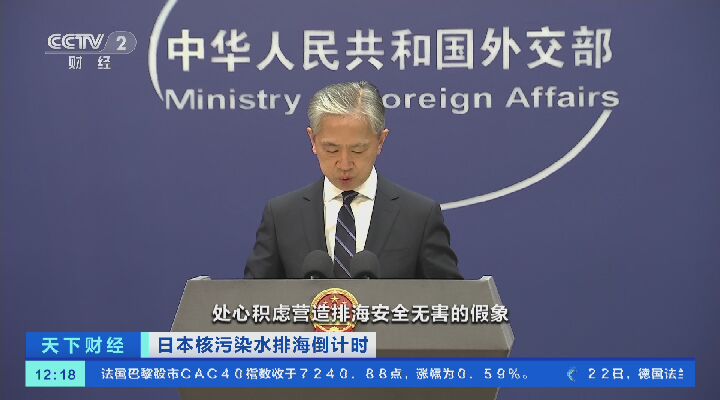 CCTV 2
财经
中华人民共和国外交部
Ministry of Foreign Affairs
处心积虑营造排海安全无害的假象
天下财经
日本核污染水排海倒计时
12:18
法国巴黎股市CAC40指数收于7240.88点，涨幅为0.59%。
22日，德国法